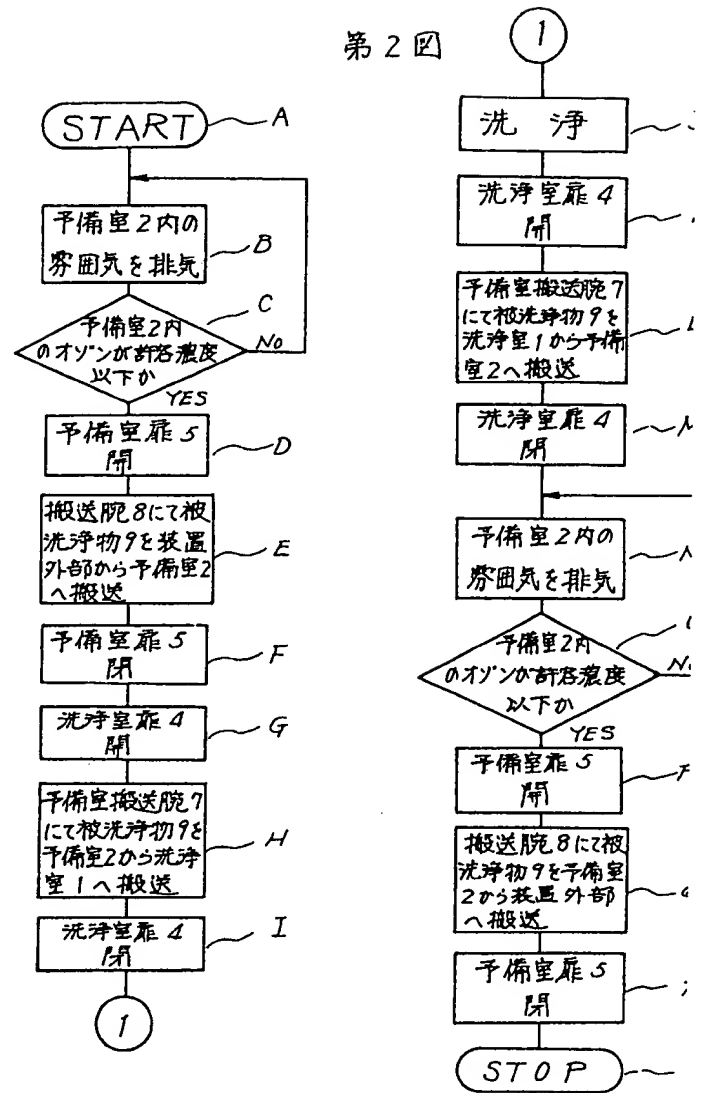 第2図
START
A
予備室2内の
雰囲気を排気
B
予備室2内
のオゾンが許容濃度
以下か
C
No
YES
予備室扉5
開
D
搬送腕8にて被
洗浄物9を装置
外部から予備室2
へ搬送
E
予備室扉5
閉
F
洗浄室扉4
開
G
予備室搬送腕7
にて被洗浄物9を
予備室2から洗浄
室1へ搬送
H
洗浄室扉4
閉
I
1
1
洗浄
洗浄室扉4
開
予備室搬送腕7
にて被洗浄物9を
洗浄室1から予備
室2へ搬送
洗浄室扉4
閉
予備室2内の
雰囲気を排気
予備室2内
のオゾンが許容濃度
以下か
YES
予備室扉5
開
搬送腕8にて被
洗浄物9を予備室
2から装置外部
へ搬送
予備室扉5
閉
STOP